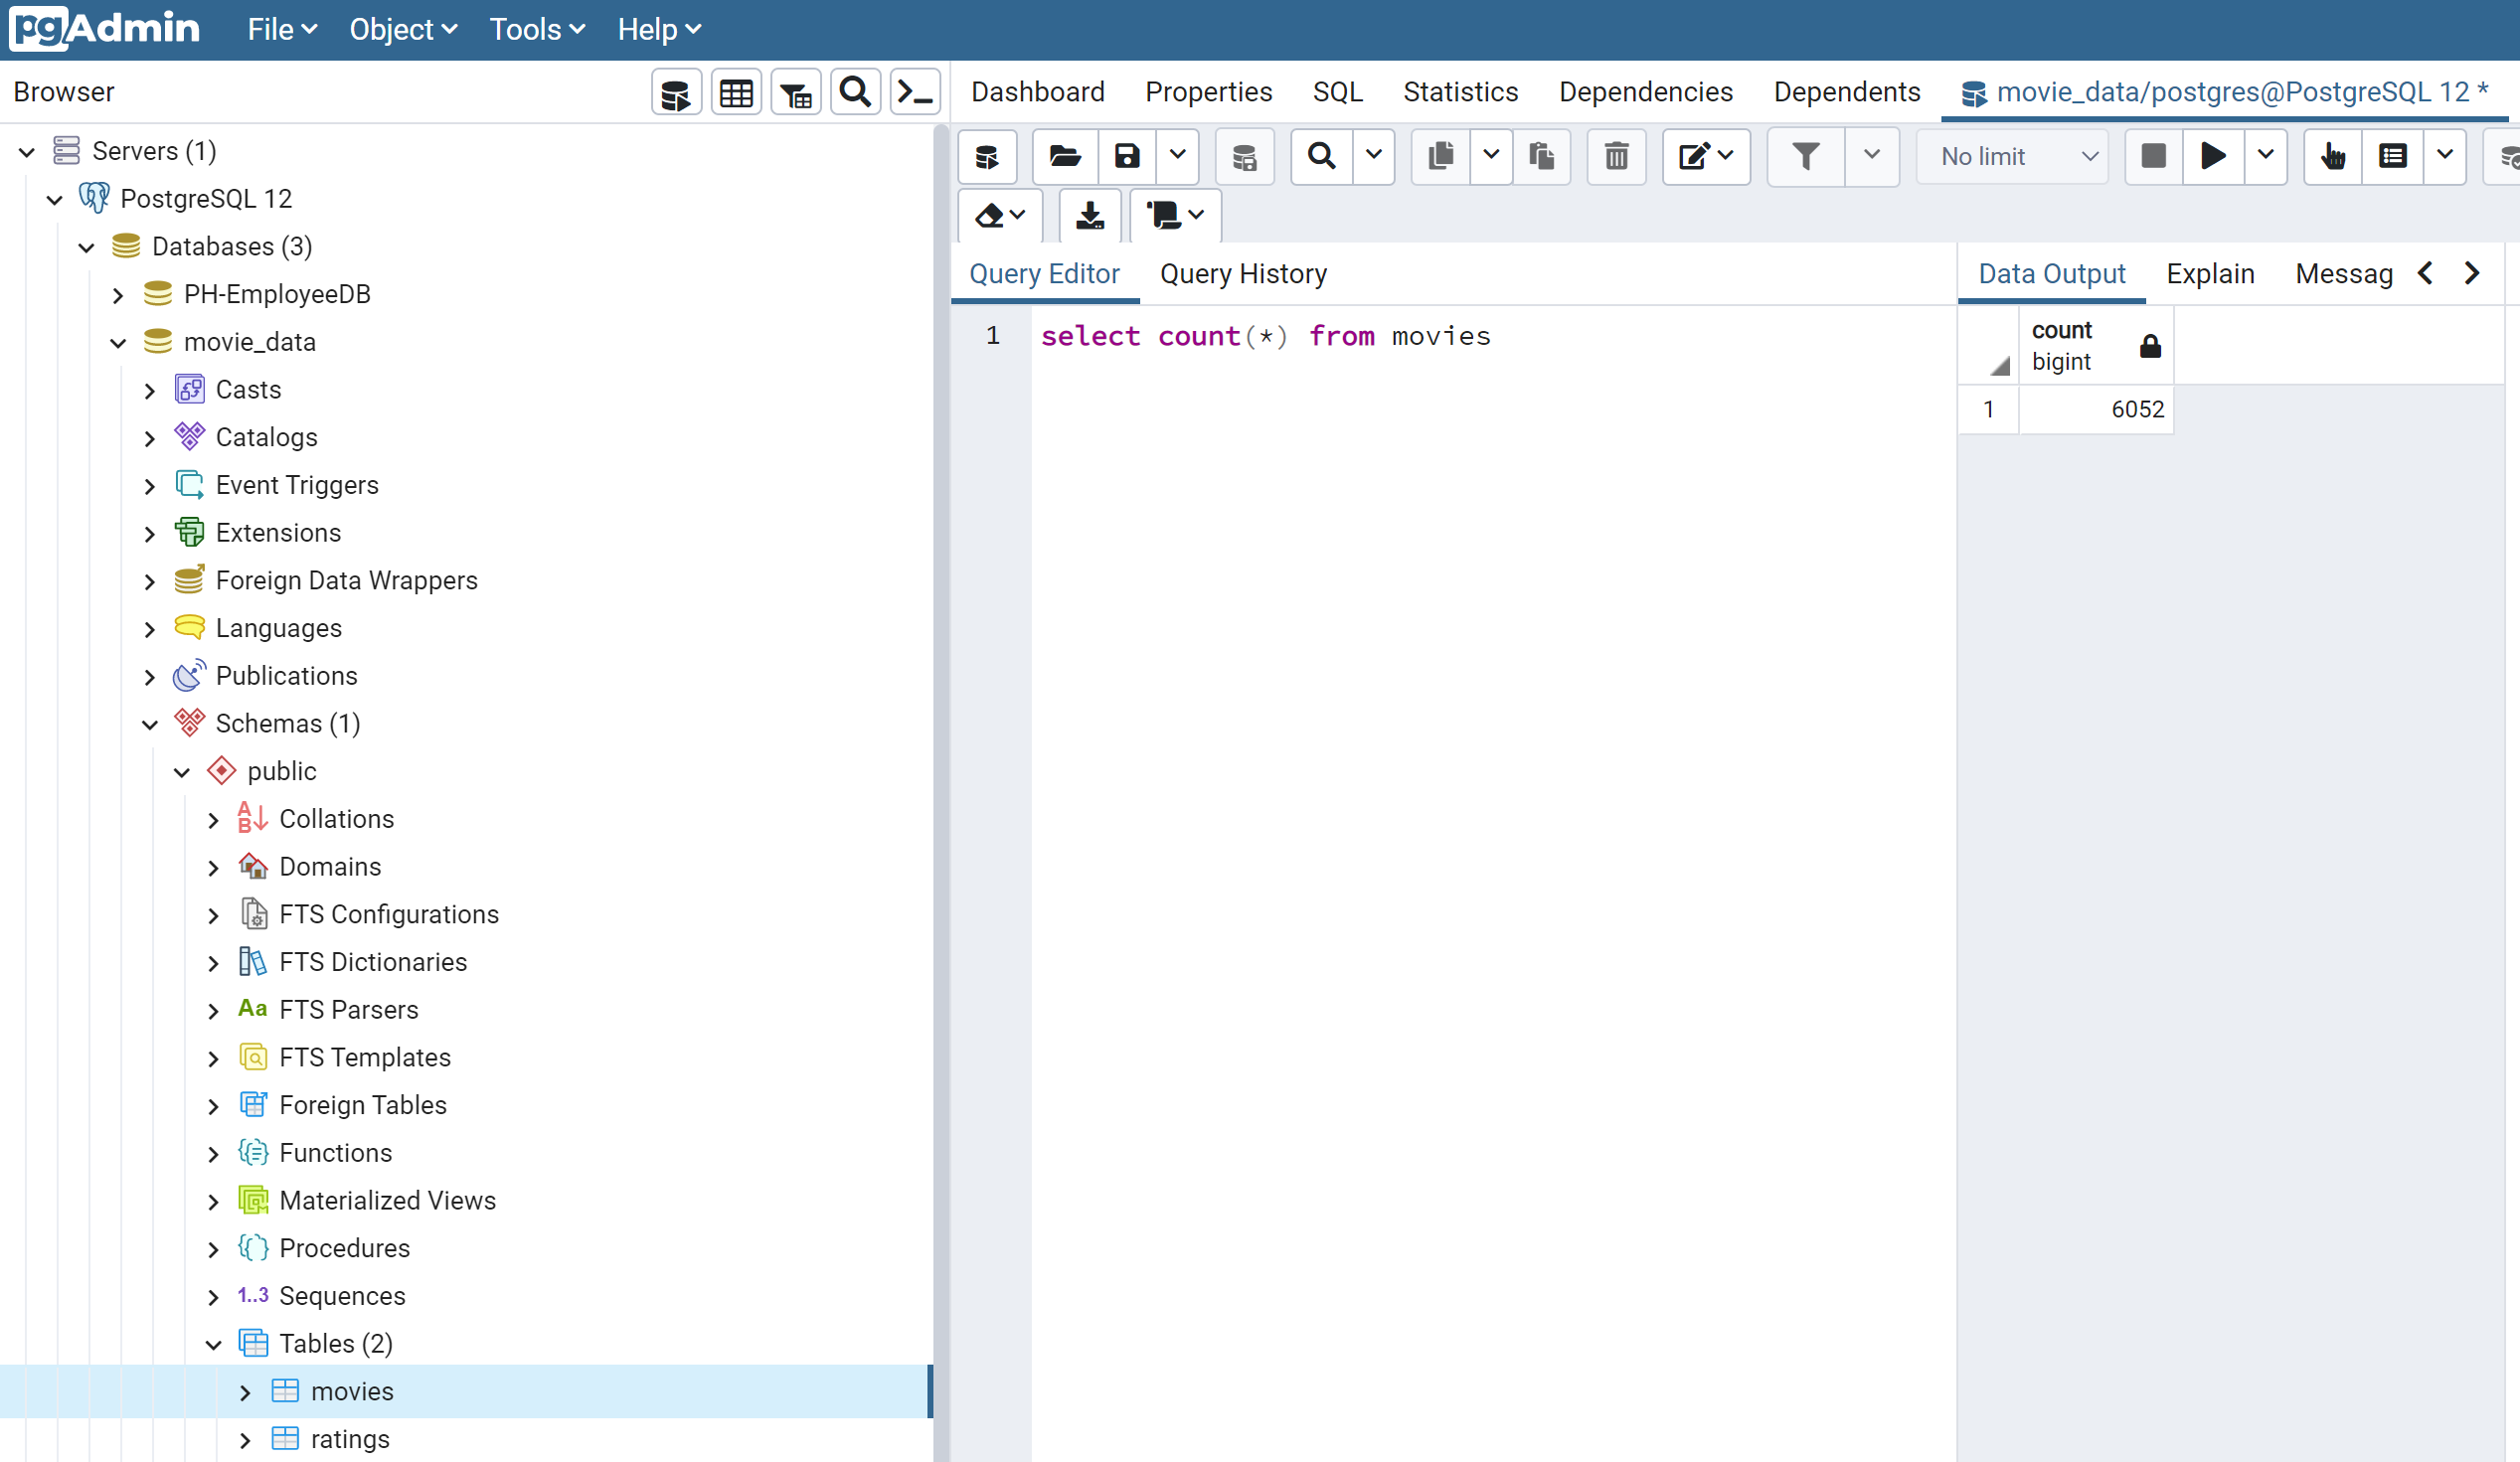 pgAdmin File Object Tools Help
Browser
Dashboard Properties SQL Statistics Dependencies Dependents movie_data/postgres@PostgreSQL 12 *
No limit
Servers (1)
PostgreSQL 12
Databases (3)
PH-EmployeeDB
movie_data
Casts
Catalogs
Event Triggers
Extensions
Foreign Data Wrappers
Languages
Publications
Schemas (1)
public
A B Collations
Domains
FTS Configurations
FTS Dictionaries
Aa FTS Parsers
FTS Templates
Foreign Tables
Functions
Materialized Views
Procedures
1..3 Sequences
Tables (2)
movies
ratings
Query Editor Query History
1 select count(*) from movies
Data Output Explain Messag
count
bigint
1 6052